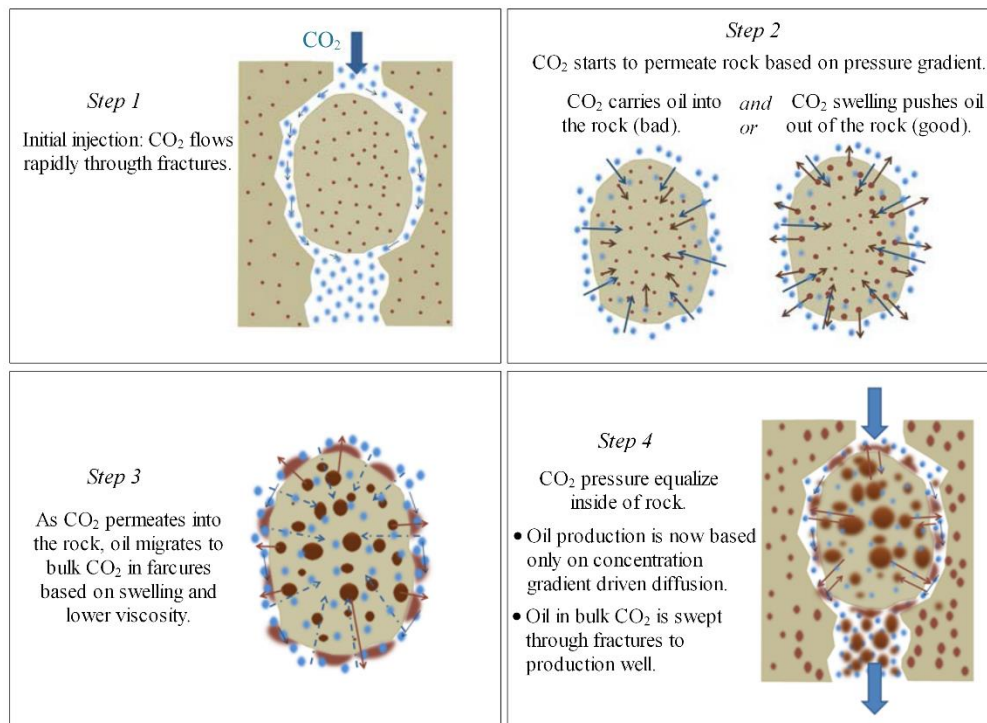 CO₂
Step 1
Initial injection: CO₂ flows
rapidly througth fractures.
Step 2
CO₂ starts to permeate rock based on pressure gradient.
CO₂ carries oil into
the rock (bad).
and
or
CO₂ swelling pushes oil
out of the rock (good).
Step 3
As CO₂ permeates into
the rock, oil migrates to
bulk CO₂ in farcures
based on swelling and
lower viscosity.
Step 4
CO₂ pressure equalize
inside of rock.
• Oil production is now based
only on concentration
gradient driven diffusion.
• Oil in bulk CO₂ is swept
through fractures to
production well.